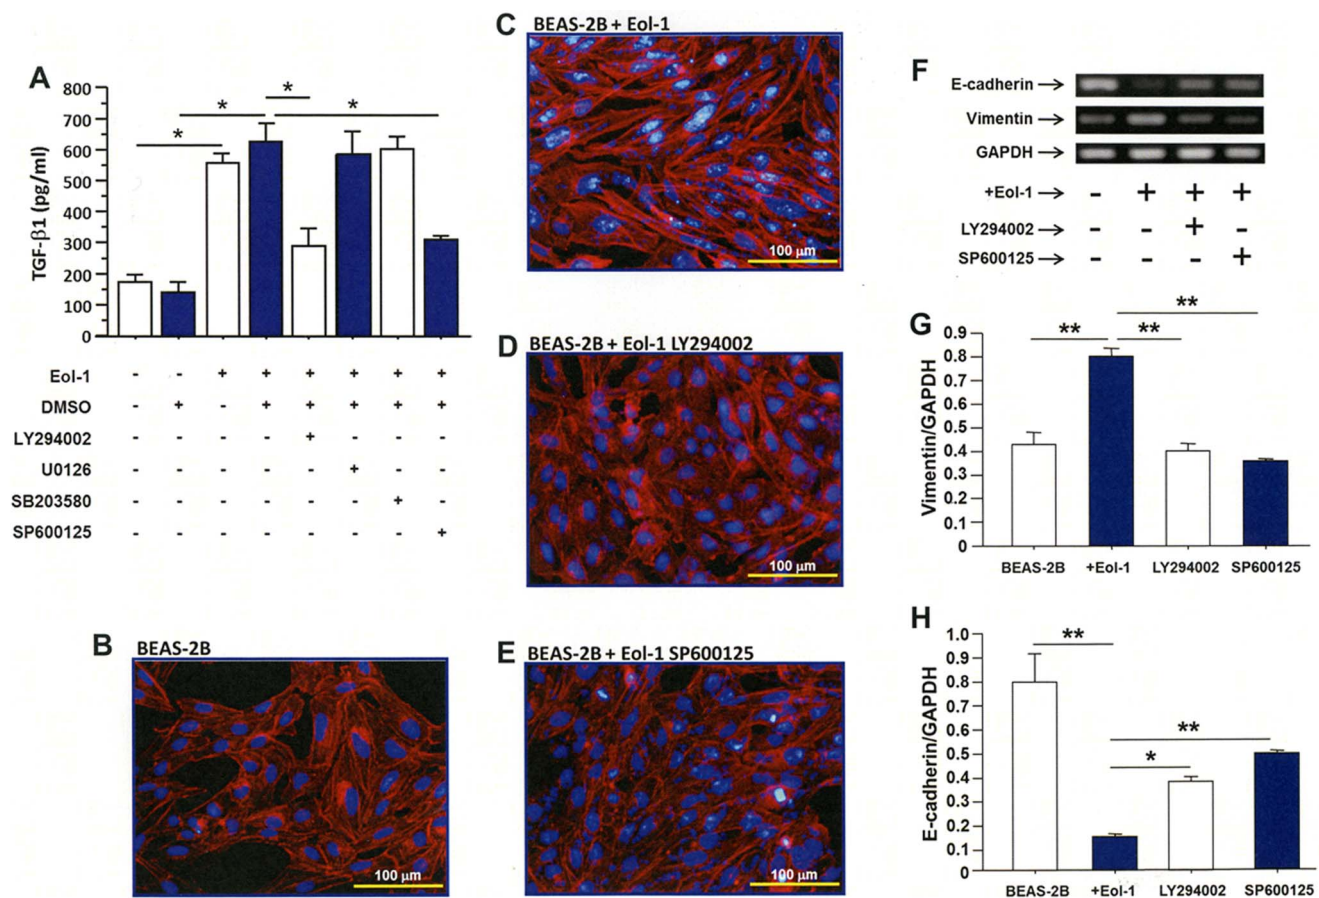 A
TGF-β1 (pg/ml)
800
700
600
500
400
300
200
100
0
* * * *
Eol-1 - - + + + + + +
DMSO - + - + + + + +
LY294002 - - - - + - - -
U0126 - - - - - + - -
SB203580 - - - - - - + -
SP600125 - - - - - - - +
B BEAS-2B
100 µm
C BEAS-2B + Eol-1
100 µm
D BEAS-2B + Eol-1 LY294002
100 µm
E BEAS-2B + Eol-1 SP600125
100 µm
F
E-cadherin
Vimentin
GAPDH
+Eol-1 - + + +
LY294002 - - +
SP600125 - - +
G
Vimentin/GAPDH
0.9
0.8
0.7
0.6
0.5
0.4
0.3
0.2
0.1
0
** ** **
BEAS-2B +Eol-1 LY294002 SP600125
H
E-cadherin/GAPDH
1.0
0.9
0.8
0.7
0.6
0.5
0.4
0.3
0.2
0.1
0
** * **
BEAS-2B +Eol-1 LY294002 SP600125